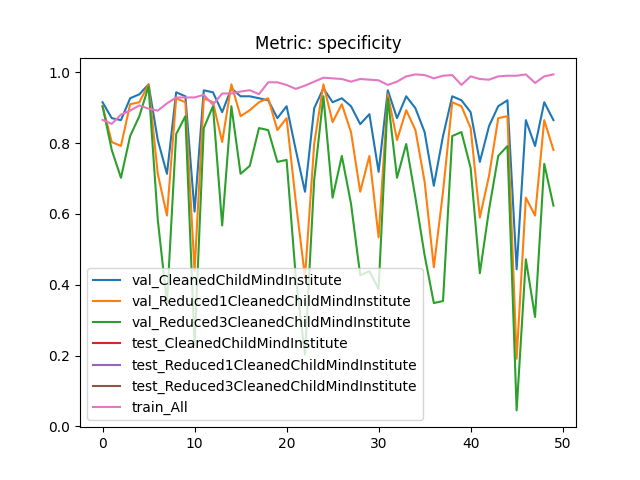 Metric: specificity
1.0
0.8
0.6
0.4
0.2
0.0
val_CleanedChildMindInstitute
val_Reduced1CleanedChildMindInstitute
val_Reduced3CleanedChildMindInstitute
test_CleanedChildMindInstitute
test_Reduced1CleanedChildMindInstitute
test_Reduced3CleanedChildMindInstitute
train_All
0 10 20 30 40 50